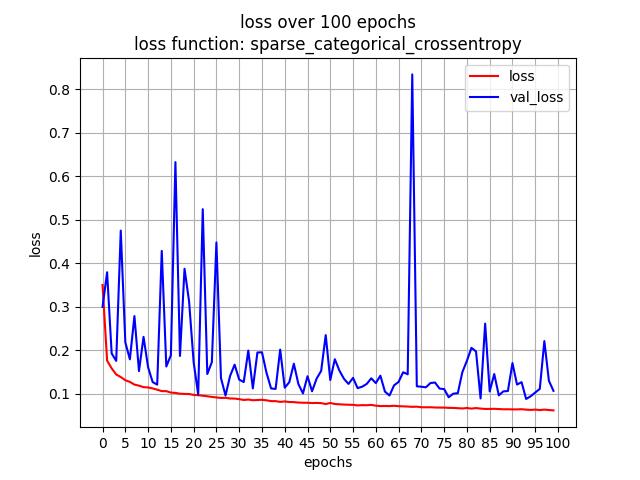 loss over 100 epochs
loss function: sparse_categorical_crossentropy
loss
val_loss
0.8
0.7
0.6
0.5
0.4
0.3
0.2
0.1
loss
0 5 10 15 20 25 30 35 40 45 50 55 60 65 70 75 80 85 90 95 100
epochs